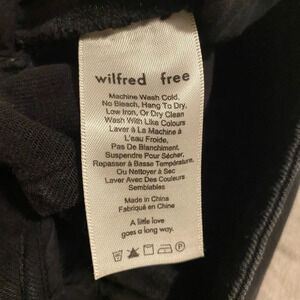 wilfred free
Machine Wash Cold,
No Bleach, Hang To Dry,
Low Iron, Or Dry Clean
Wash With Like Colours
Laver à La Machine à
L'eau Froide,
Pas De Blanchiment,
Suspendre Pour Sécher,
Repasser à Basse Température,
Ou Nettoyer à Sec
Laver Avec Des Couleurs
Semblables
Made in China
Fabriqué en Chine
A little love
goes a long way.
P